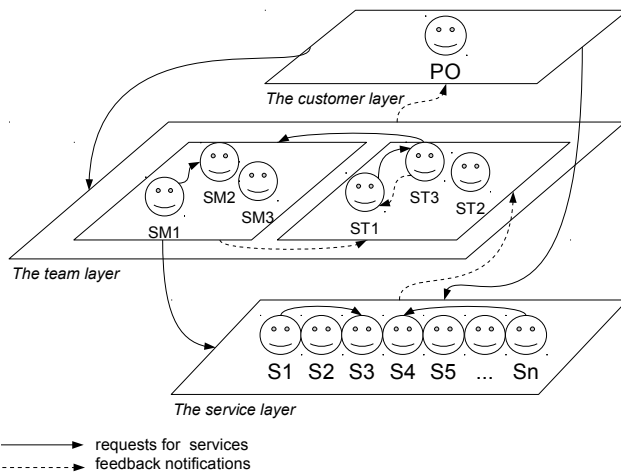 PO
The customer layer
SM2
SM3
SM1
ST3
ST2
ST1
The team layer
S1 S2 S3 S4 S5 ... Sn
The service layer
requests for services
feedback notifications